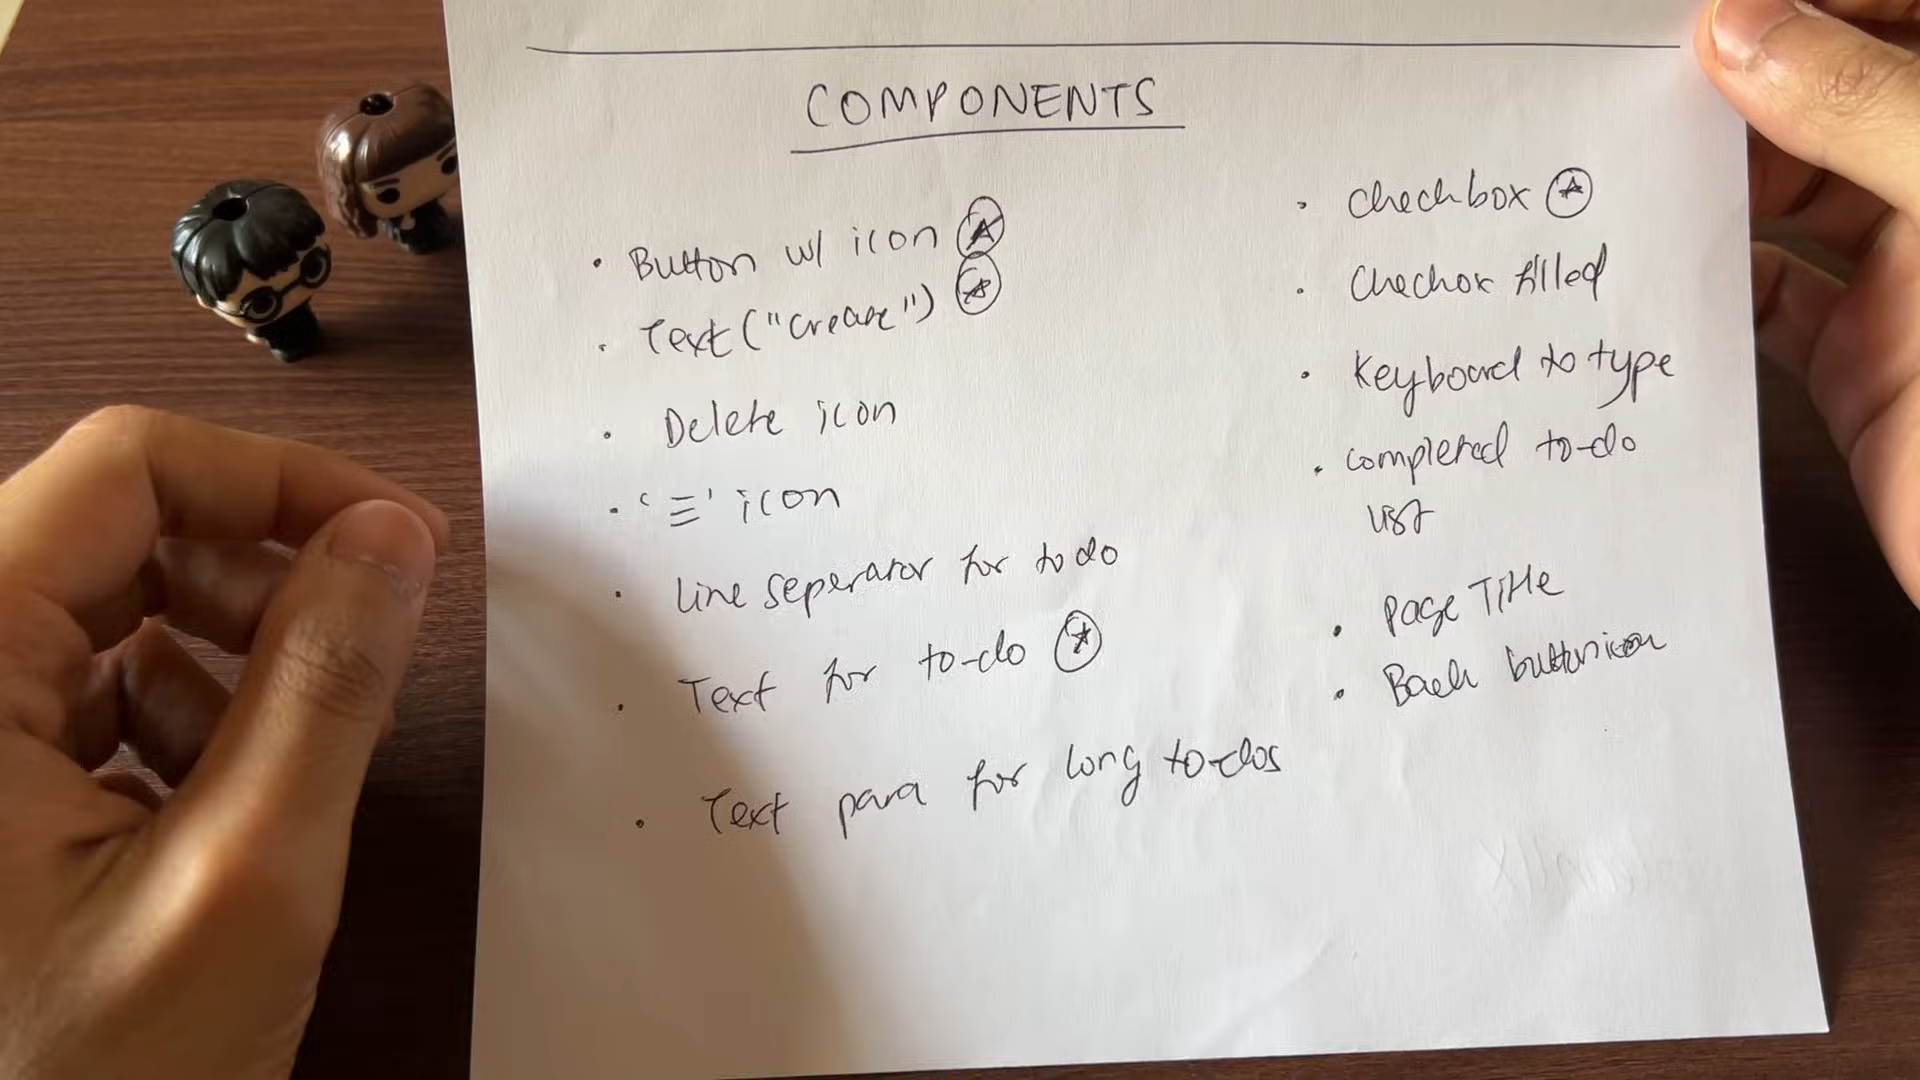 COMPONENTS
• Button w/ icon ☆
• Text ("Create") ☆
• Delete icon
• '☰' icon
• Line seperator for to do
• Text for to-do ☆
• Text para for long to-dos
• Checkbox ☆
• Checkox filled
• Keyboard to type
• completed to-do
list
• Page Title
• Back button icon